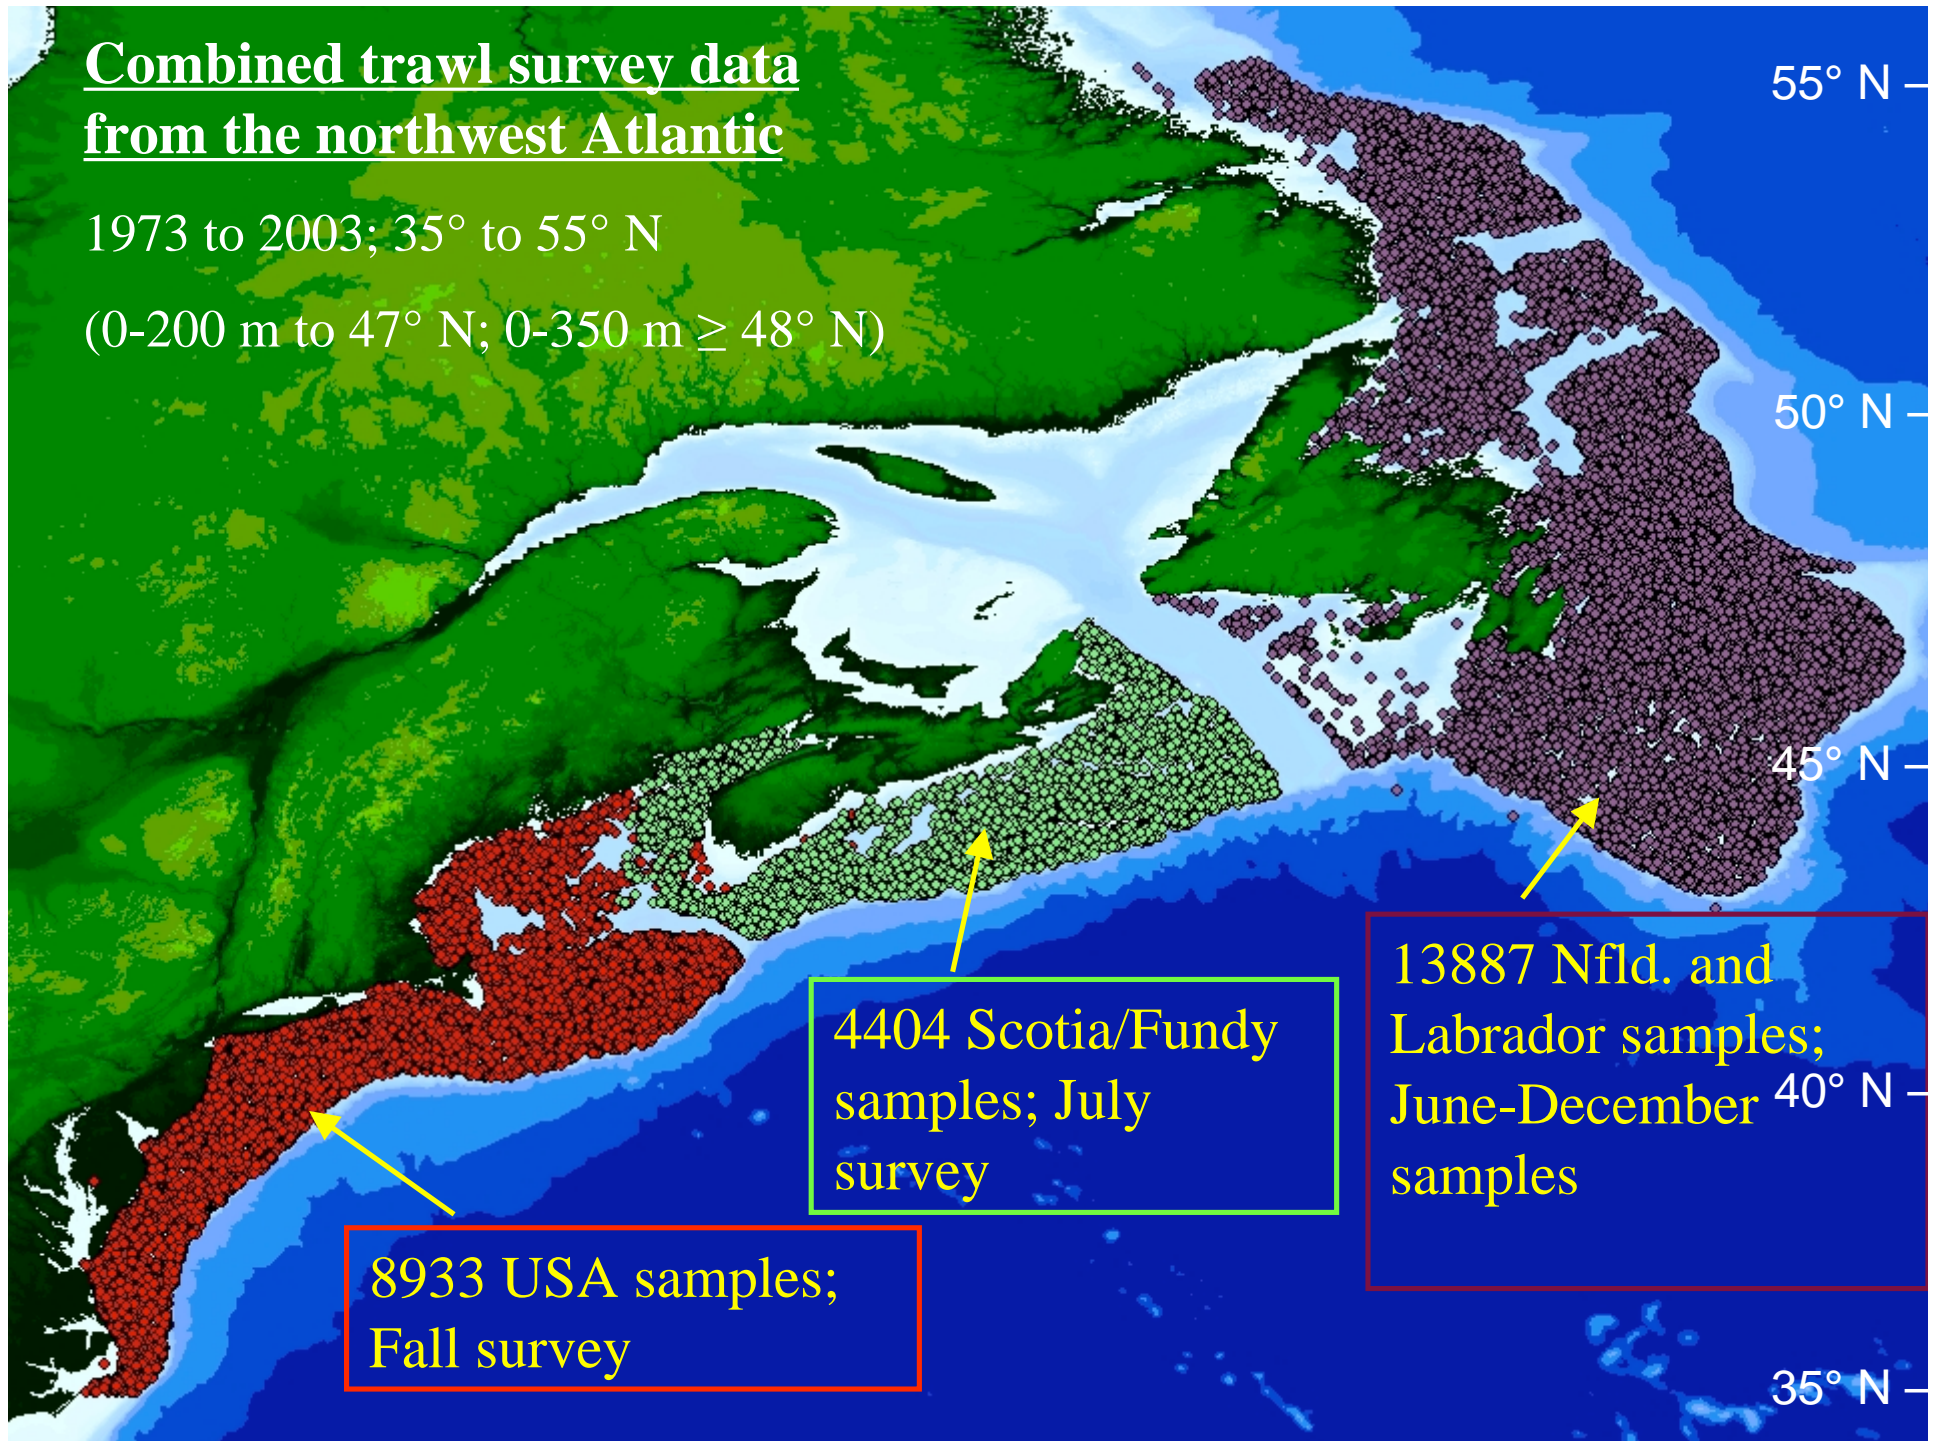 Combined trawl survey data
from the northwest Atlantic
1973 to 2003; 35° to 55° N
(0-200 m to 47° N; 0-350 m ≥ 48° N)
55° N
50° N
45° N
40° N
35° N
13887 Nfld. and
Labrador samples;
June-December
samples
4404 Scotia/Fundy
samples; July
survey
8933 USA samples;
Fall survey